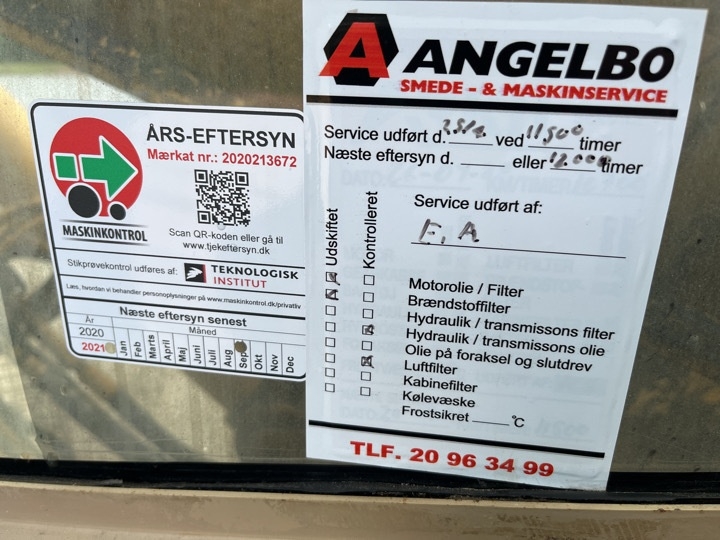 ÅRS-EFTERSYN
Mærkat nr.: 2020213672
MASKINKONTROL
Scan QR-koden eller gå til
www.tjekeftersyn.dk
Stikprøvekontrol udføres af: TEKNOLOGISK INSTITUT
Læs, hvordan vi behandler personoplysninger på www.maskinkontrol.dk/privatliv
Næste eftersyn senest
År Måned
2020
2021 Jan Feb Marts April Maj Juni Juli Aug Sep Okt Nov Dec
A ANGELBO
SMEDE - & MASKINSERVICE
Service udført d. ved 11.500 timer
Næste eftersyn d. eller 12.000 timer
Service udført af:
F. A
Udskiftet
Kontrolleret
Motorolie / Filter
Brændstoffilter
Hydraulik / transmissons filter
Hydraulik / transmissons olie
Olie på foraksel og slutdrev
Luftfilter
Kabinefilter
Kølevæske
Frostsikret °C
TLF. 20 96 34 99